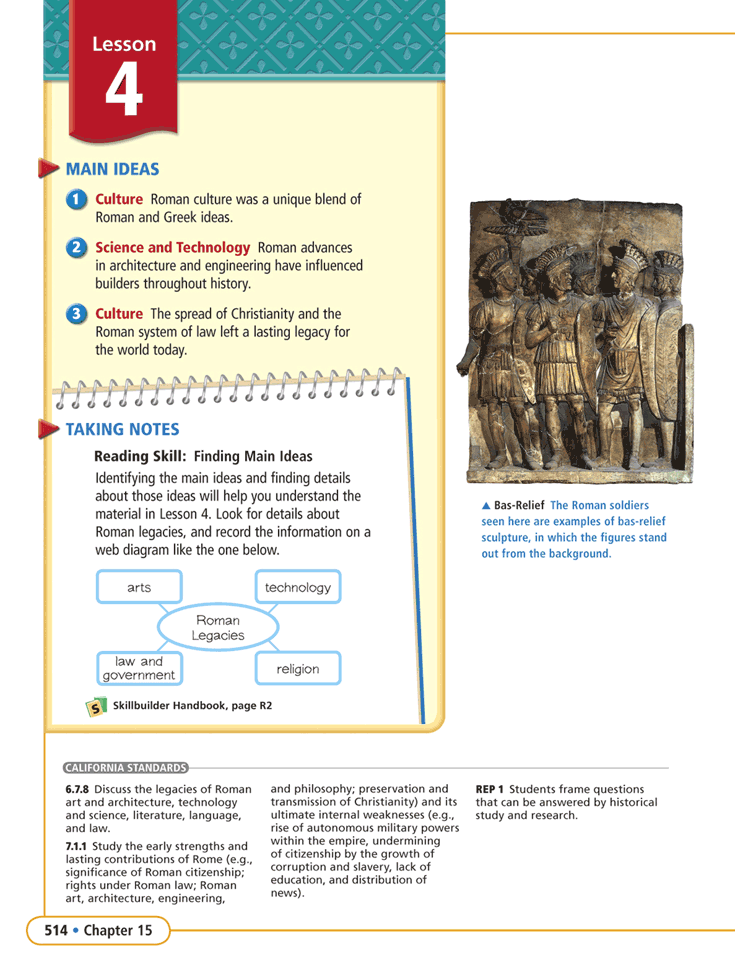 Lesson
4
MAIN IDEAS
1 Culture Roman culture was a unique blend of
Roman and Greek ideas.
2 Science and Technology Roman advances
in architecture and engineering have influenced
builders throughout history.
3 Culture The spread of Christianity and the
Roman system of law left a lasting legacy for
the world today.
TAKING NOTES
Reading Skill: Finding Main Ideas
Identifying the main ideas and finding details
about those ideas will help you understand the
material in Lesson 4. Look for details about
Roman legacies, and record the information on a
web diagram like the one below.
arts
technology
Roman
Legacies
law and
government
religion
S Skillbuilder Handbook, page R2
▲ Bas-Relief The Roman soldiers
seen here are examples of bas-relief
sculpture, in which the figures stand
out from the background.
CALIFORNIA STANDARDS
6.7.8 Discuss the legacies of Roman
art and architecture, technology
and science, literature, language,
and law.
7.1.1 Study the early strengths and
lasting contributions of Rome (e.g.,
significance of Roman citizenship;
rights under Roman law; Roman
art, architecture, engineering,
and philosophy; preservation and
transmission of Christianity) and its
ultimate internal weaknesses (e.g.,
rise of autonomous military powers
within the empire, undermining
of citizenship by the growth of
corruption and slavery, lack of
education, and distribution of
news).
REP 1 Students frame questions
that can be answered by historical
study and research.
514 • Chapter 15